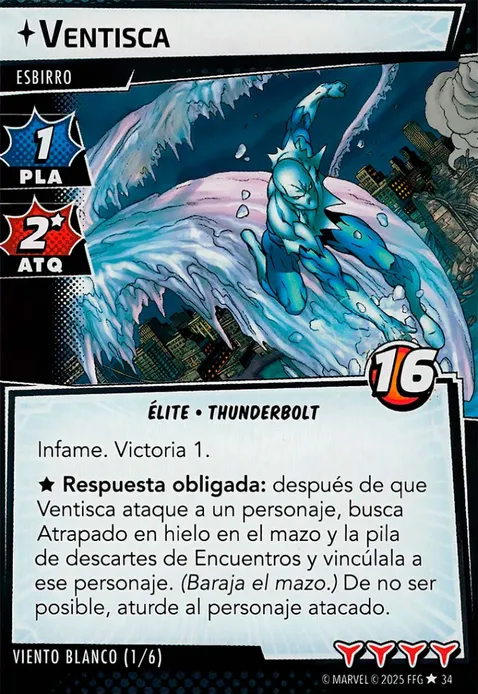 VENTISCA
ESBIRRO
1
PLA
2★
ATQ
16
ÉLITE • THUNDERBOLT
Infame. Victoria 1.
★ Respuesta obligada: después de que
Ventisca ataque a un personaje, busca
Atrapado en hielo en el mazo y la pila
de descartes de Encuentros y vincúlala a
ese personaje. (Baraja el mazo.) De no ser
posible, aturde al personaje atacado.
VIENTO BLANCO (1/6)
© MARVEL © 2025 FFG ★ 34